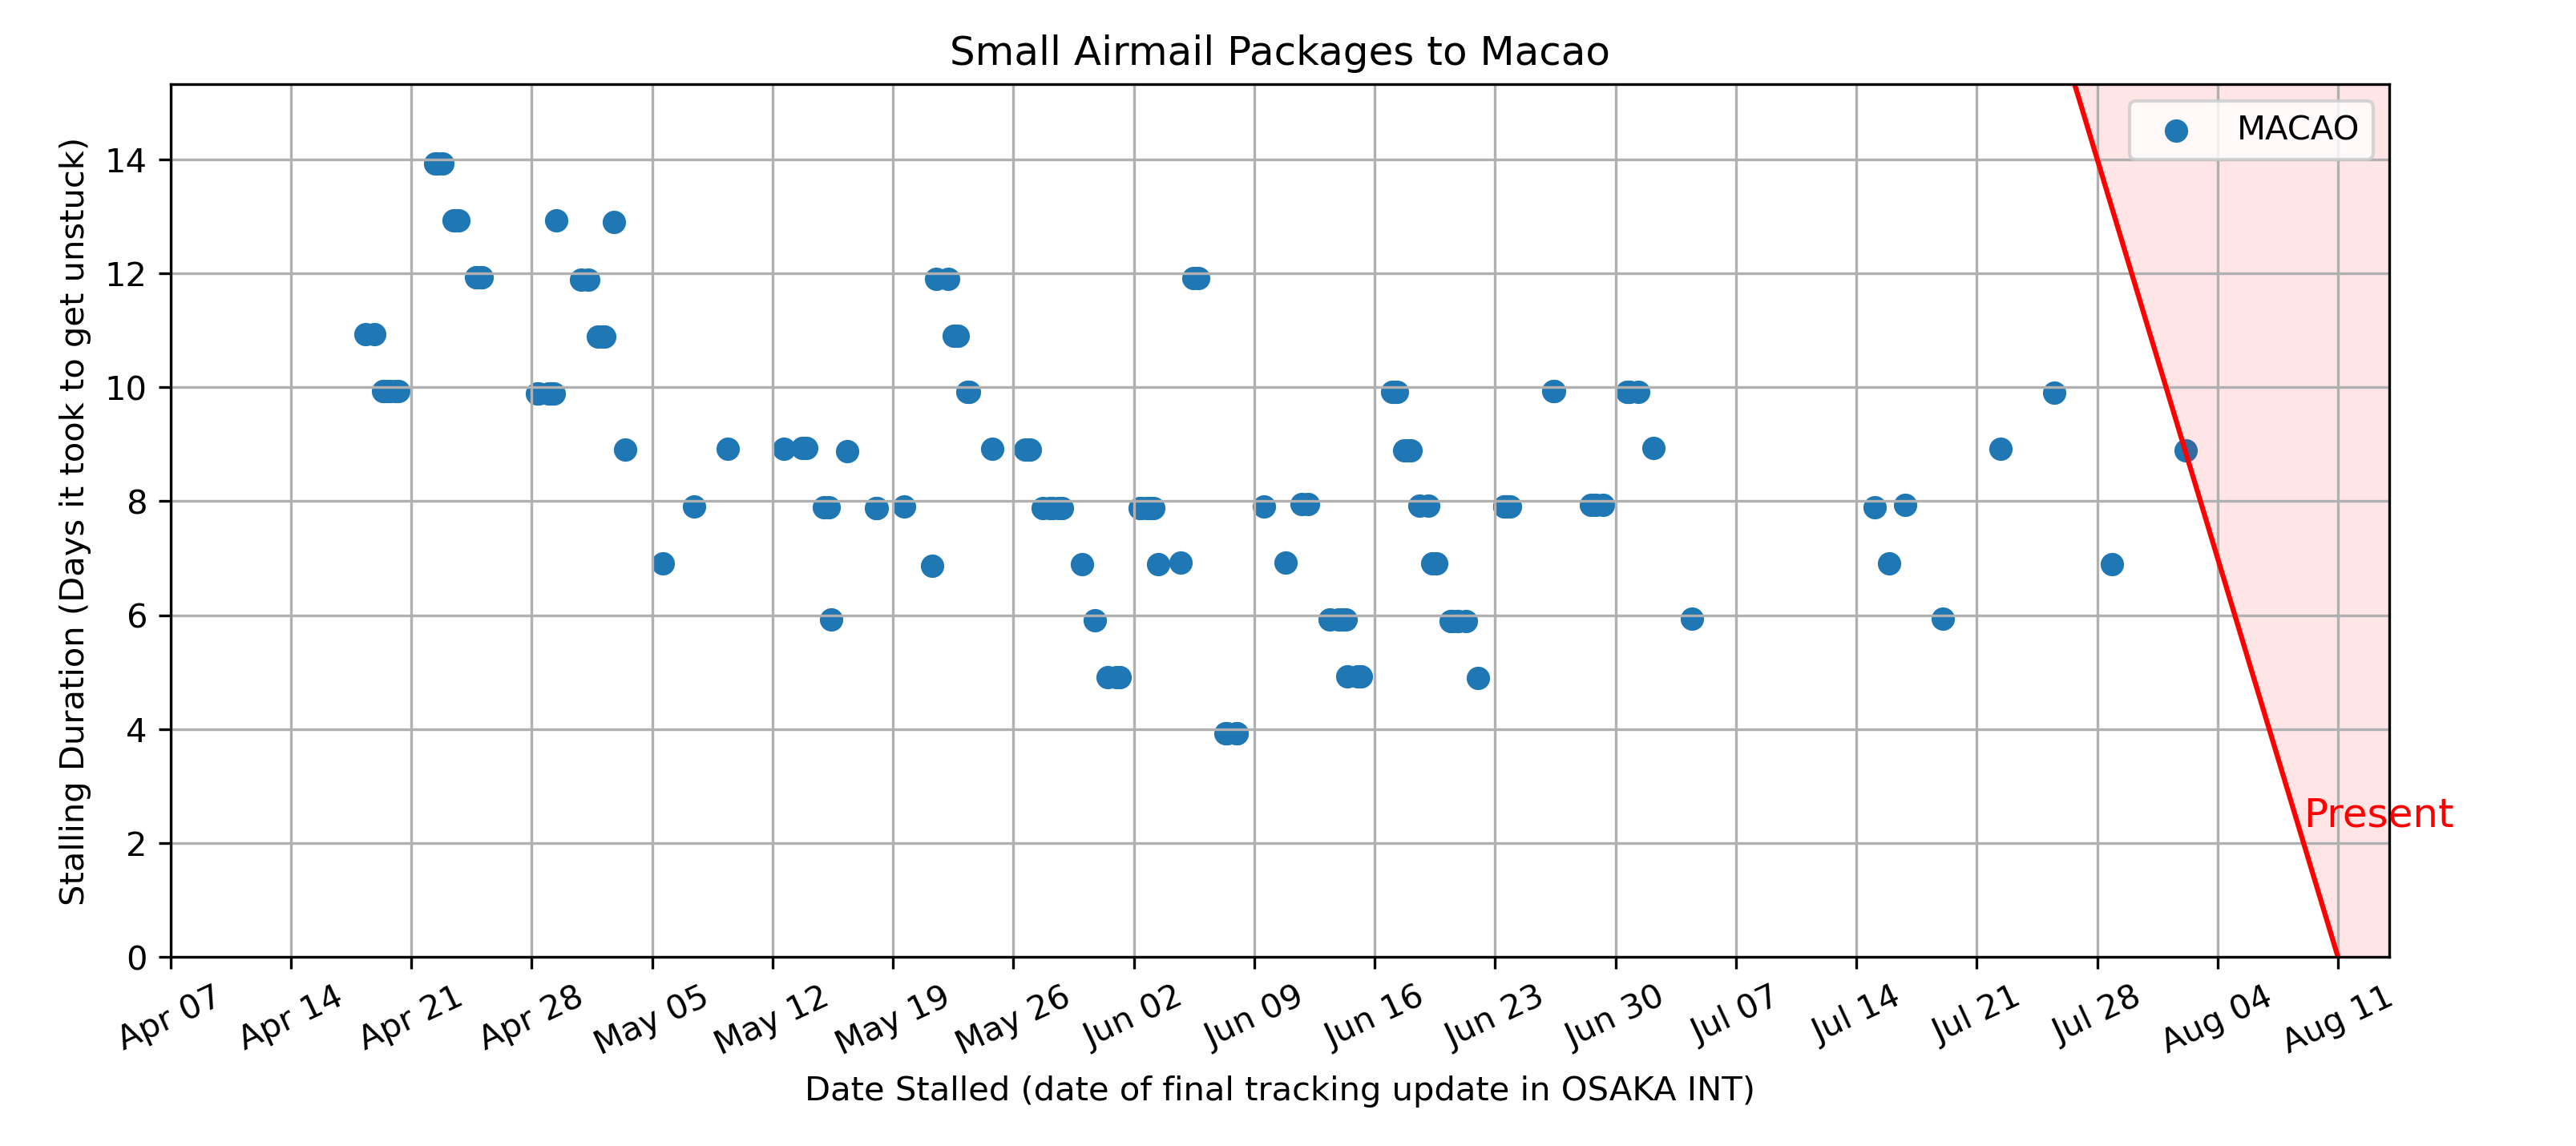 Small Airmail Packages to Macao
MACAO
Stalling Duration (Days it took to get unstuck)
14
12
10
8
6
4
2
0
Present
Apr 07
Apr 14
Apr 21
Apr 28
May 05
May 12
May 19
May 26
Jun 02
Jun 09
Jun 16
Jun 23
Jun 30
Jul 07
Jul 14
Jul 21
Jul 28
Aug 04
Aug 11
Date Stalled (date of final tracking update in OSAKA INT)